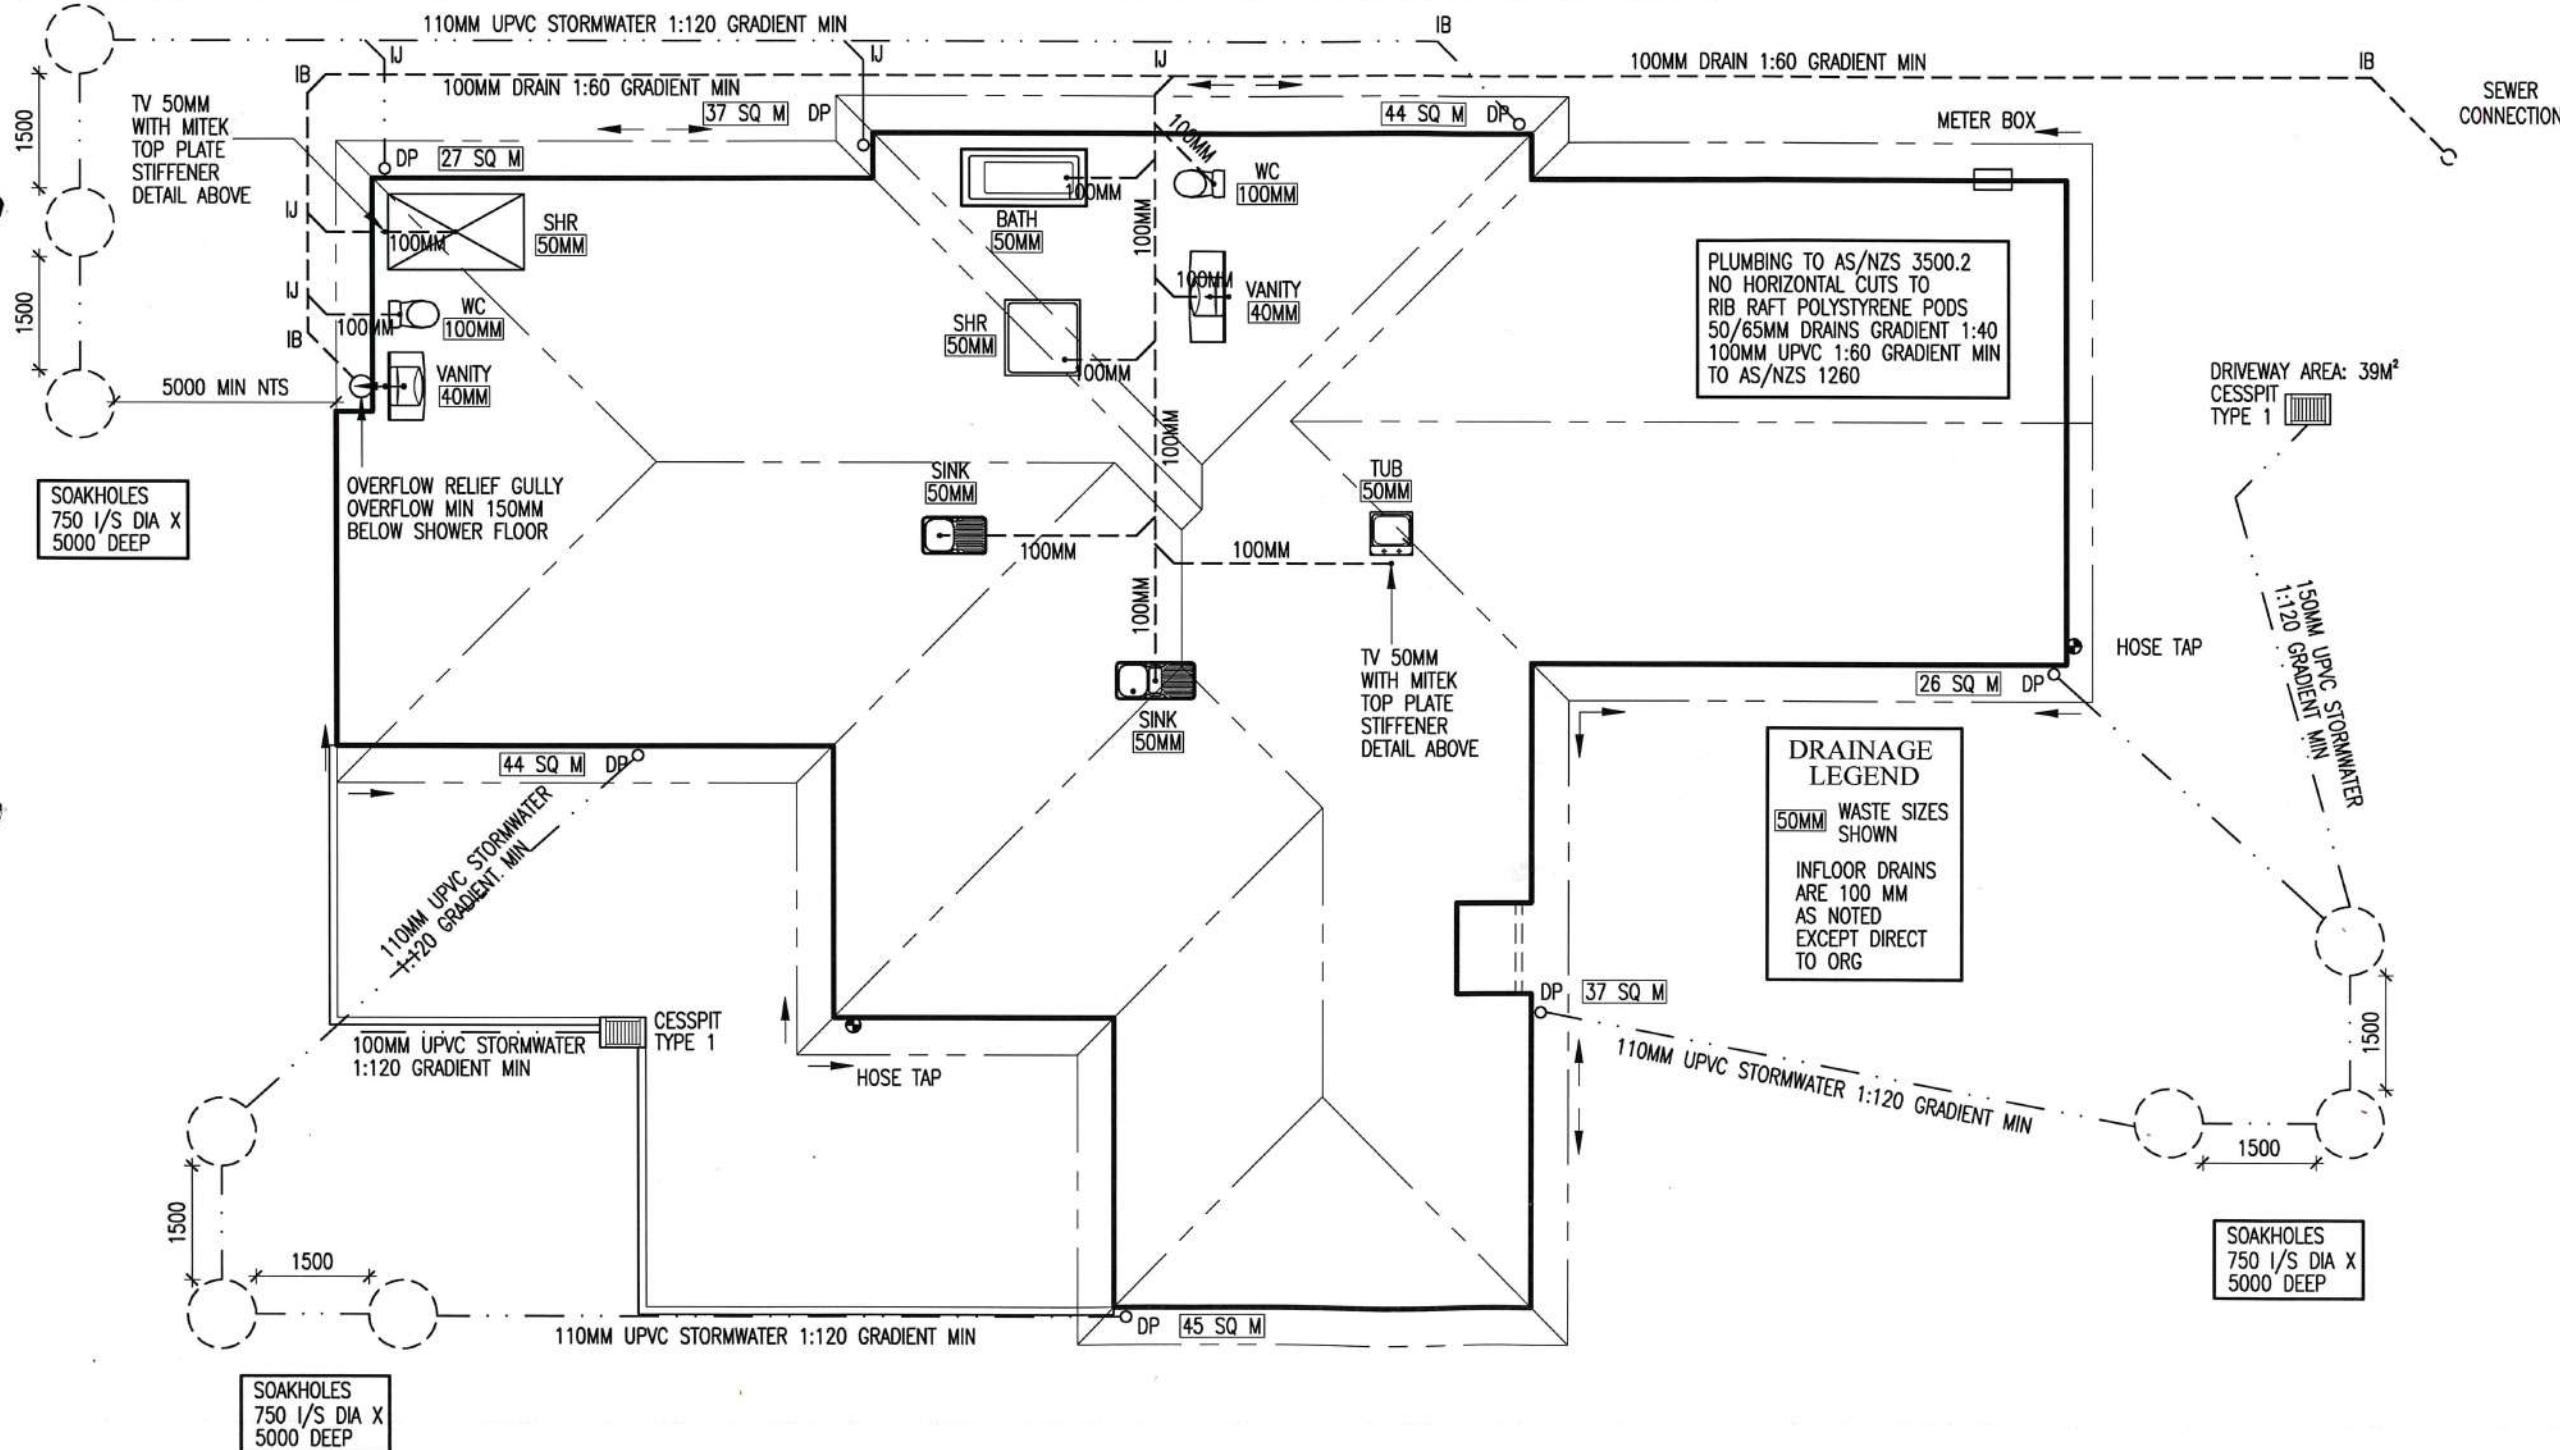 110MM UPVC STORMWATER 1:120 GRADIENT MIN
IB
IJ
IJ
IJ
IB
100MM DRAIN 1:60 GRADIENT MIN
100MM DRAIN 1:60 GRADIENT MIN
IB
SEWER
CONNECTION
TV 50MM
WITH MITEK
TOP PLATE
STIFFENER
DETAIL ABOVE
1500
1500
37 SQ M DP
44 SQ M DP
METER BOX
DP 27 SQ M
IJ
100MM
SHR
50MM
IJ
100MM
WC
100MM
IB
VANITY
40MM
5000 MIN NTS
BATH
50MM
100MM
100MM
WC
100MM
100MM
100MM
VANITY
40MM
SHR
50MM
100MM
100MM
PLUMBING TO AS/NZS 3500.2
NO HORIZONTAL CUTS TO
RIB RAFT POLYSTYRENE PODS
50/65MM DRAINS GRADIENT 1:40
100MM UPVC 1:60 GRADIENT MIN
TO AS/NZS 1260
DRIVEWAY AREA: 39M²
CESSPIT
TYPE 1
SOAKHOLES
750 I/S DIA X
5000 DEEP
OVERFLOW RELIEF GULLY
OVERFLOW MIN 150MM
BELOW SHOWER FLOOR
SINK
50MM
100MM
TUB
50MM
100MM
100MM
SINK
50MM
TV 50MM
WITH MITEK
TOP PLATE
STIFFENER
DETAIL ABOVE
HOSE TAP
26 SQ M DP
150MM UPVC STORMWATER
1:120 GRADIENT MIN
44 SQ M DP
110MM UPVC STORMWATER
1:120 GRADIENT. MIN
DRAINAGE
LEGEND
50MM WASTE SIZES
SHOWN
INFLOOR DRAINS
ARE 100 MM
AS NOTED
EXCEPT DIRECT
TO ORG
CESSPIT
TYPE 1
100MM UPVC STORMWATER
1:120 GRADIENT MIN
HOSE TAP
DP 37 SQ M
110MM UPVC STORMWATER 1:120 GRADIENT MIN
1500
1500
1500
1500
110MM UPVC STORMWATER 1:120 GRADIENT MIN
DP 45 SQ M
SOAKHOLES
750 I/S DIA X
5000 DEEP
SOAKHOLES
750 I/S DIA X
5000 DEEP